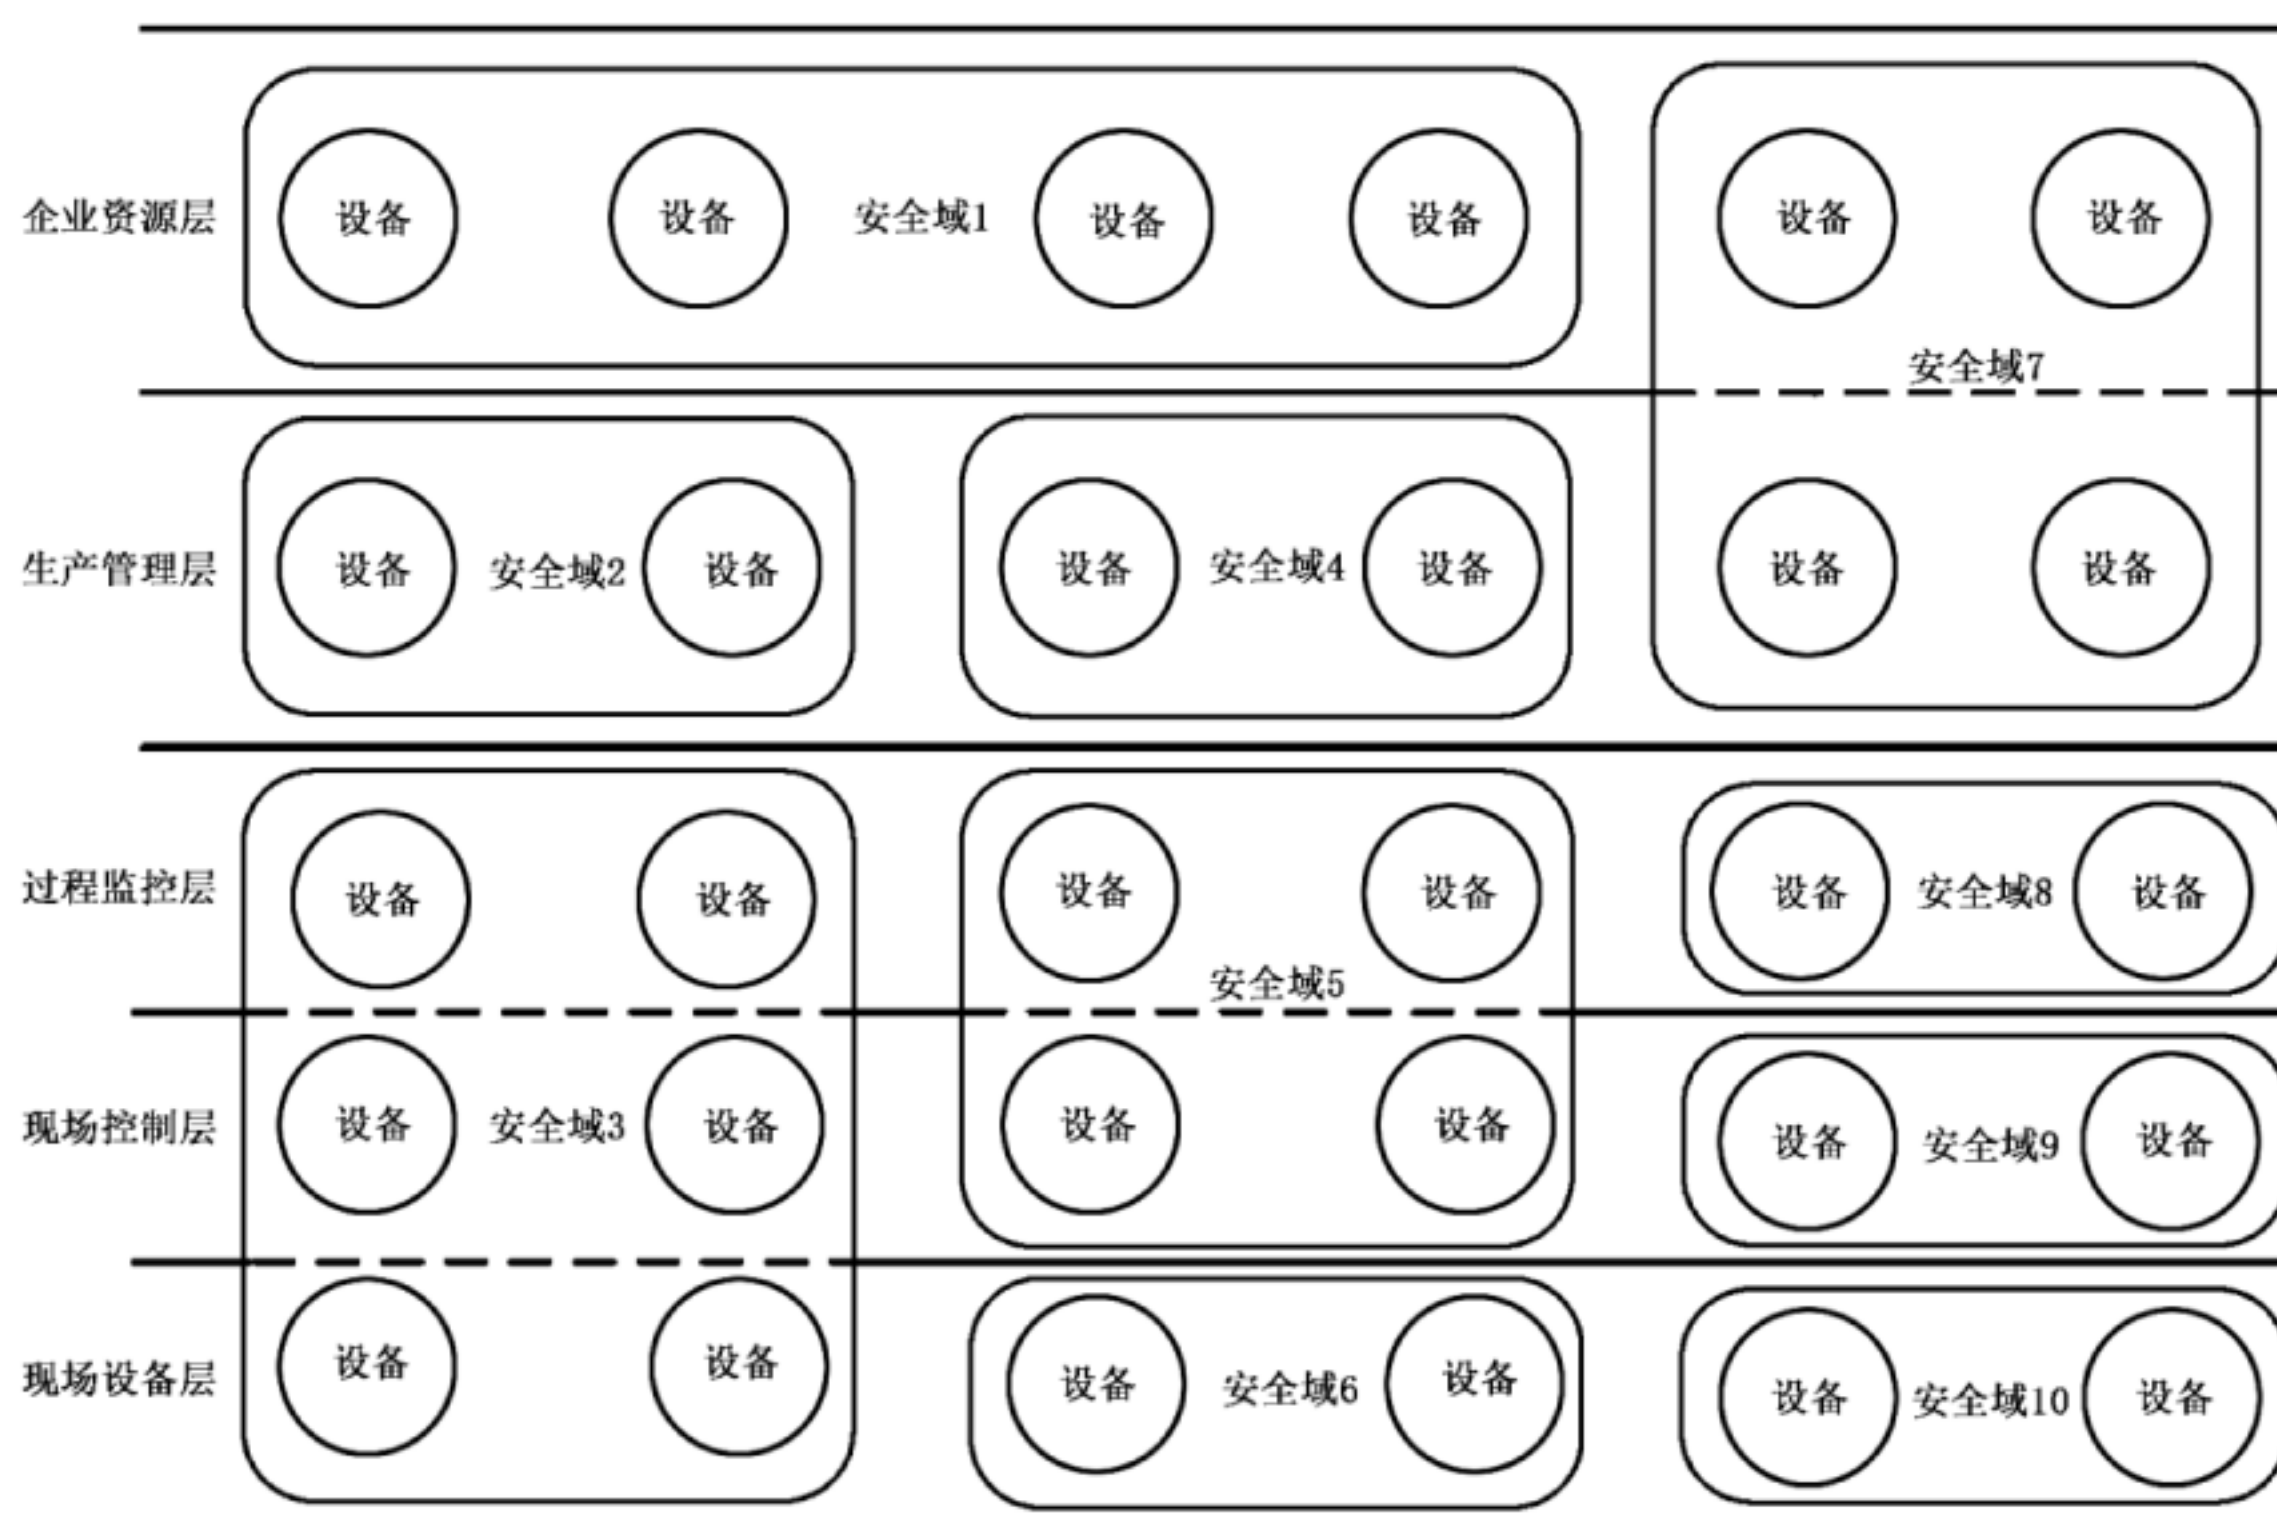 企业资源层 设备 设备 安全域1 设备 设备 设备 设备
安全域7
生产管理层 设备 安全域2 设备 设备 安全域4 设备 设备 设备
过程监控层 设备 设备 设备 设备 设备 安全域8 设备
安全域5
现场控制层 设备 安全域3 设备 设备 设备 设备 安全域9 设备
现场设备层 设备 设备 设备 安全域6 设备 设备 安全域10 设备